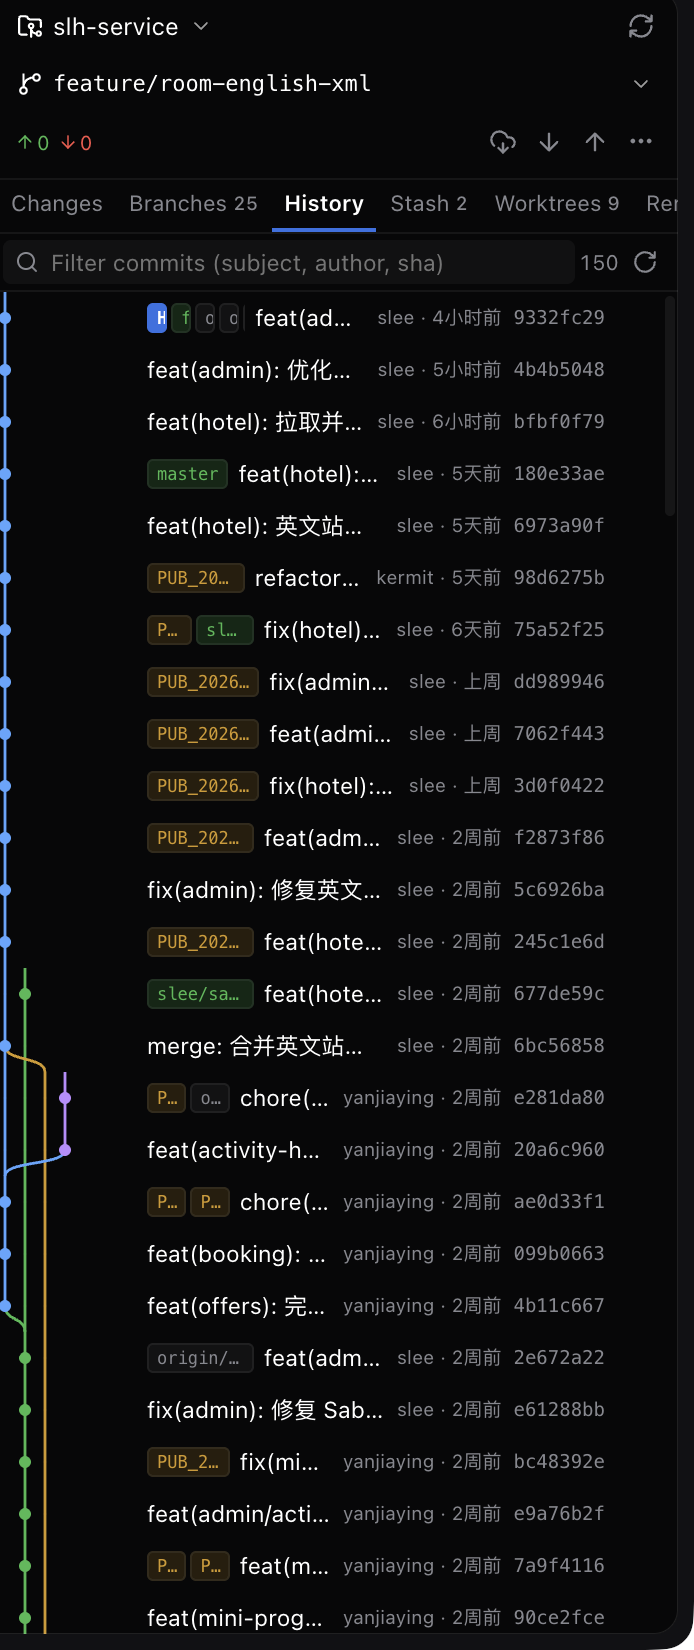 slh-service
feature/room-english-xml
↑0 ↓0
Changes Branches 25 History Stash 2 Worktrees 9 Rer
Filter commits (subject, author, sha) 150
H f o o feat(ad... slee · 4小时前 9332fc29
feat(admin): 优化... slee · 5小时前 4b4b5048
feat(hotel): 拉取并... slee · 6小时前 bfbf0f79
master feat(hotel):... slee · 5天前 180e33ae
feat(hotel): 英文站... slee · 5天前 6973a90f
PUB_20... refactor... kermit · 5天前 98d6275b
P... sl... fix(hotel)... slee · 6天前 75a52f25
PUB_2026... fix(admin... slee · 上周 dd989946
PUB_2026... feat(admi... slee · 上周 7062f443
PUB_2026... fix(hotel):... slee · 上周 3d0f0422
PUB_202... feat(adm... slee · 2周前 f2873f86
fix(admin): 修复英文... slee · 2周前 5c6926ba
PUB_202... feat(hote... slee · 2周前 245c1e6d
slee/sa... feat(hote... slee · 2周前 677de59c
merge: 合并英文站... slee · 2周前 6bc56858
P... o... chore(... yanjiaying · 2周前 e281da80
feat(activity-h... yanjiaying · 2周前 20a6c960
P... P... chore(... yanjiaying · 2周前 ae0d33f1
feat(booking): ... yanjiaying · 2周前 099b0663
feat(offers): 完... yanjiaying · 2周前 4b11c667
origin/... feat(adm... slee · 2周前 2e672a22
fix(admin): 修复 Sab... slee · 2周前 e61288bb
PUB_2... fix(mi... yanjiaying · 2周前 bc48392e
feat(admin/acti... yanjiaying · 2周前 e9a76b2f
P... P... feat(m... yanjiaying · 2周前 7a9f4116
feat(mini-prog... yanjiaying · 2周前 90ce2fce